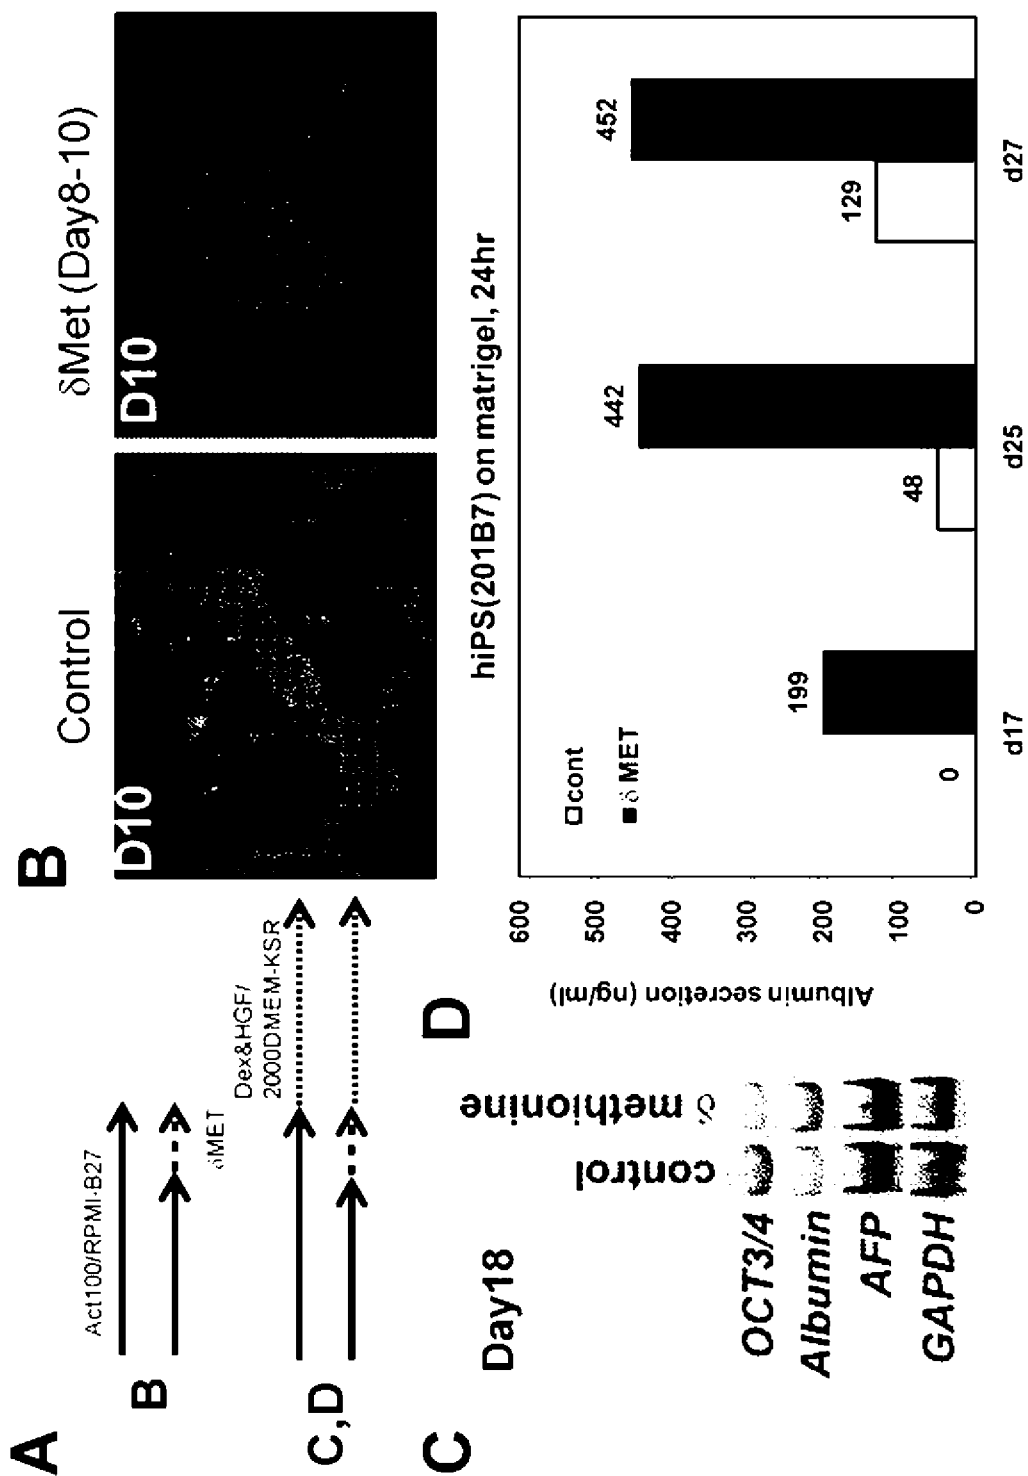 A
Act100/RPMI-B27
B
δMET
Dex&HGF/
2000DMEM-KSR
C,D
B
Control
δMet (Day8-10)
D10
D10
C
Day18
control
δ methionine
OCT3/4
Albumin
AFP
GAPDH
D
hiPS(201B7) on matrigel, 24hr
Albumin secretion (ng/ml)
600
500
400
300
200
100
0
cont
δ MET
0
199
48
442
129
452
d17
d25
d27